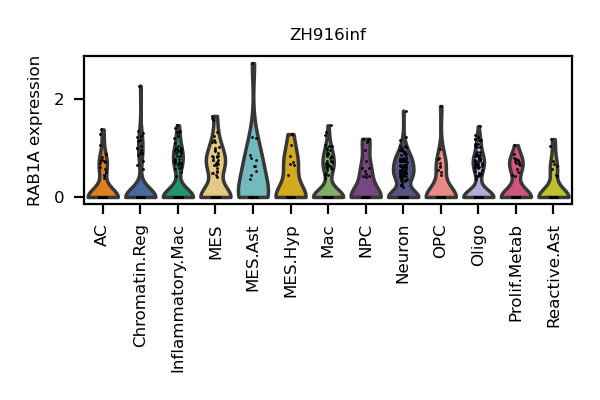 ZH916inf
RAB1A expression
2
0
AC
Chromatin.Reg
Inflammatory.Mac
MES
MES.Ast
MES.Hyp
Mac
NPC
Neuron
OPC
Oligo
Prolif.Metab
Reactive.Ast